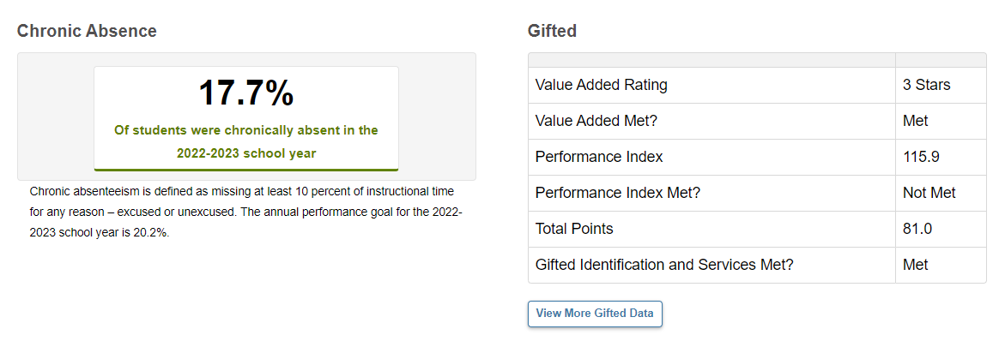 Chronic Absence
17.7%
Of students were chronically absent in the
2022-2023 school year
Chronic absenteeism is defined as missing at least 10 percent of instructional time
for any reason – excused or unexcused. The annual performance goal for the 2022-
2023 school year is 20.2%.
Gifted
Value Added Rating 3 Stars
Value Added Met? Met
Performance Index 115.9
Performance Index Met? Not Met
Total Points 81.0
Gifted Identification and Services Met? Met
View More Gifted Data